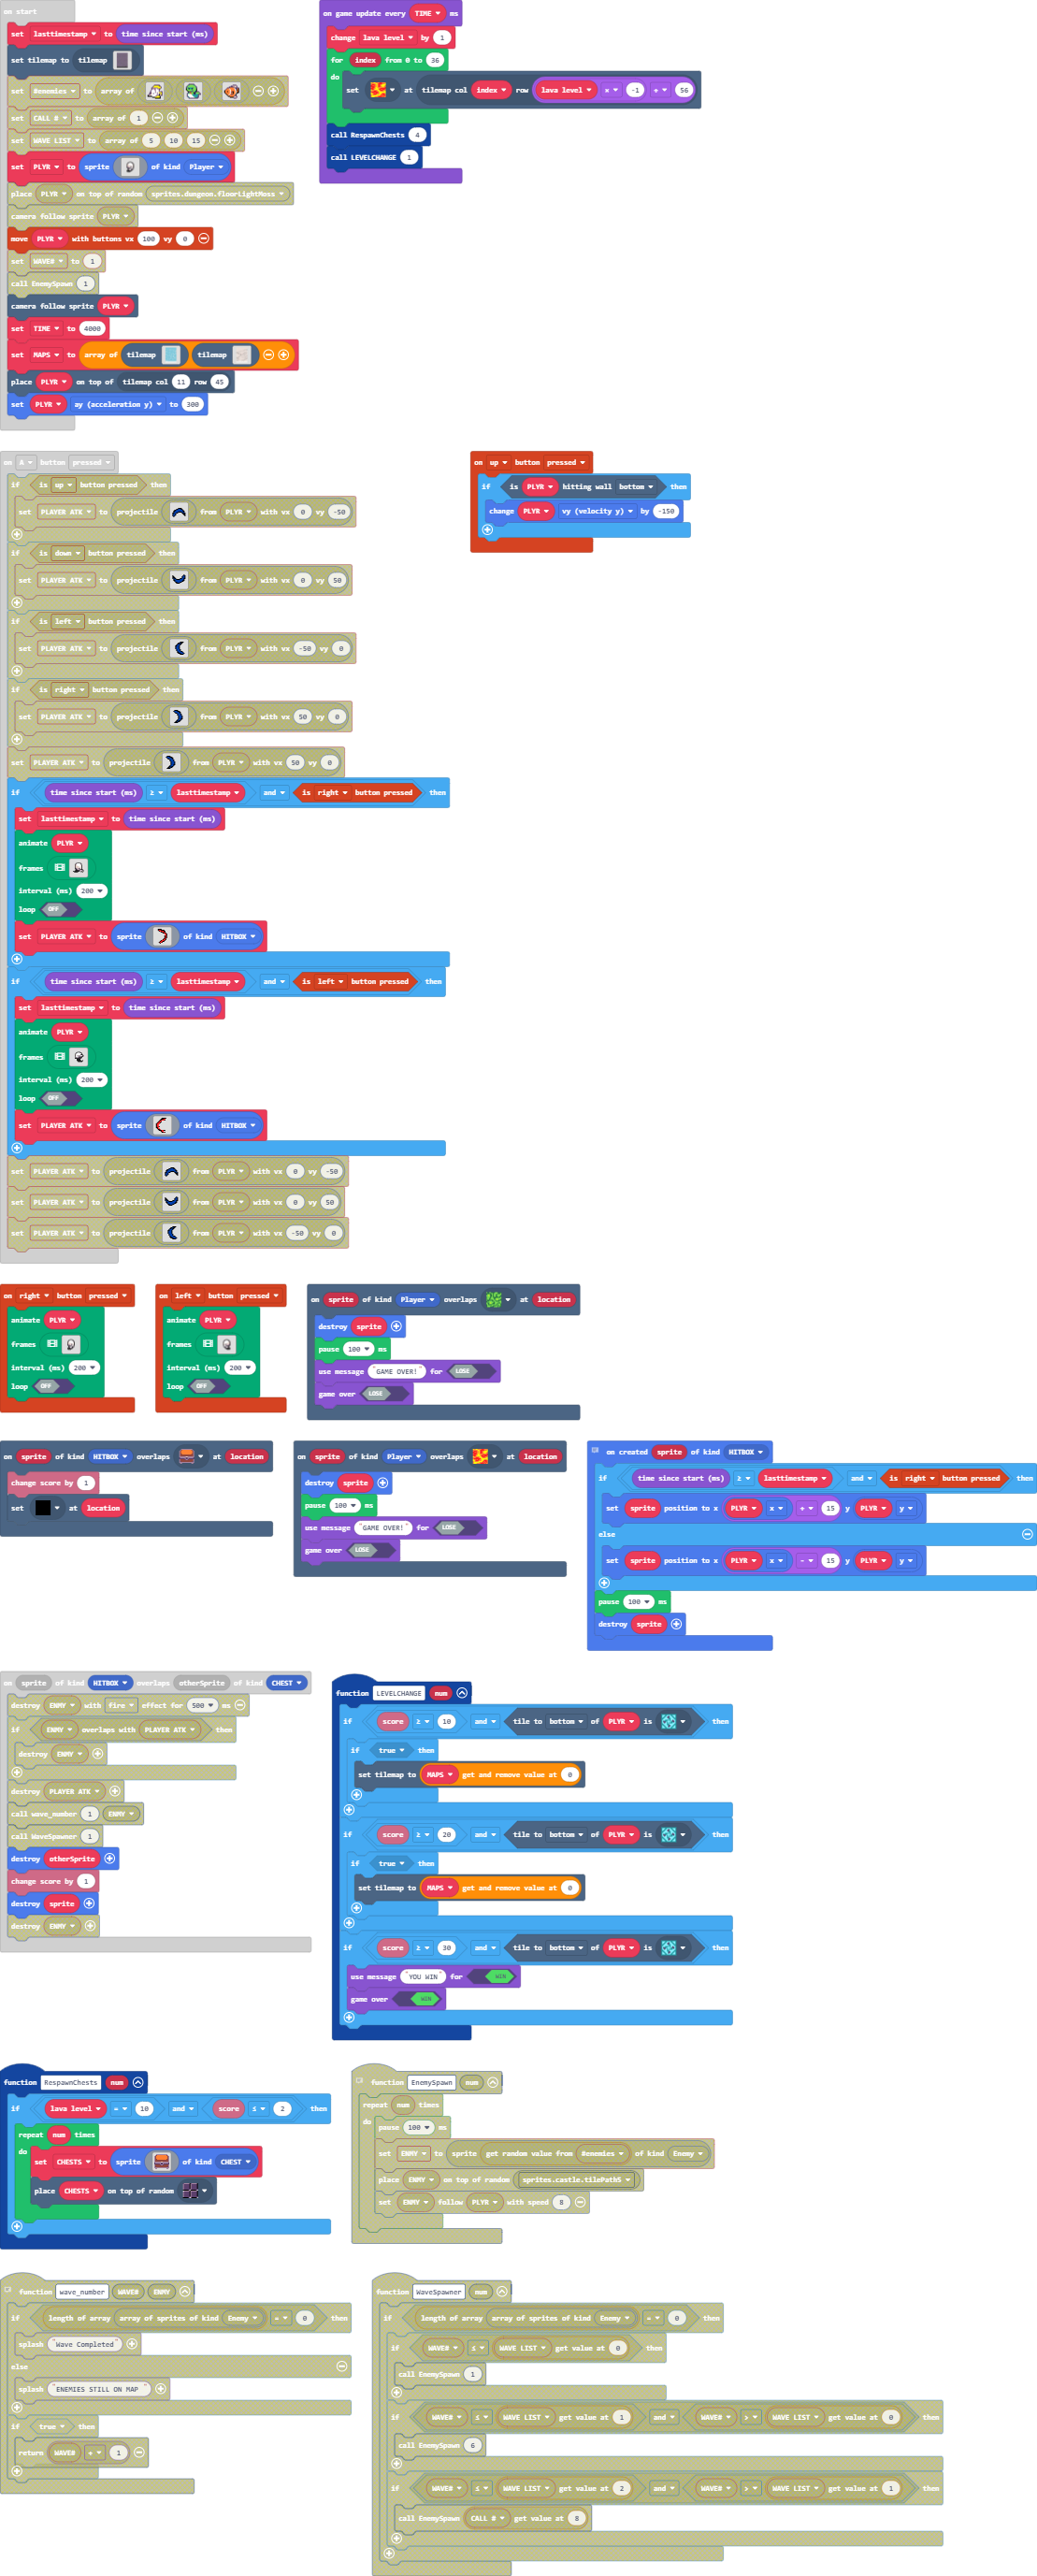 on start
set lasttimestamp to time since start (ms)
set tilemap to tilemap
set #enemies to array of
set CALL # to array of 1
set WAVE LIST to array of 5 10 15
set PLYR to sprite of kind Player
place PLYR on top of random sprites.dungeon.floorLightMoss
camera follow sprite PLYR
move PLYR with buttons vx 100 vy 0
set WAVE# to 1
call EnemySpawn 1
camera follow sprite PLYR
set TIME to 4000
set MAPS to array of tilemap tilemap
place PLYR on top of tilemap col 11 row 45
set PLYR ay (acceleration y) to 300
on game update every TIME ms
change lava level by 1
for index from 0 to 36
do set at tilemap col index row lava level × -1 + 56
call RespawnChests 4
call LEVELCHANGE 1
on A button pressed
if is up button pressed then
set PLAYER ATK to projectile from PLYR with vx 0 vy -50
if is down button pressed then
set PLAYER ATK to projectile from PLYR with vx 0 vy 50
if is left button pressed then
set PLAYER ATK to projectile from PLYR with vx -50 vy 0
if is right button pressed then
set PLAYER ATK to projectile from PLYR with vx 50 vy 0
set PLAYER ATK to projectile from PLYR with vx 50 vy 0
if time since start (ms) ≥ lasttimestamp and is right button pressed then
set lasttimestamp to time since start (ms)
animate PLYR
frames
interval (ms) 200
loop OFF
set PLAYER ATK to sprite of kind HITBOX
if time since start (ms) ≥ lasttimestamp and is left button pressed then
set lasttimestamp to time since start (ms)
animate PLYR
frames
interval (ms) 200
loop OFF
set PLAYER ATK to sprite of kind HITBOX
set PLAYER ATK to projectile from PLYR with vx 0 vy -50
set PLAYER ATK to projectile from PLYR with vx 0 vy 50
set PLAYER ATK to projectile from PLYR with vx -50 vy 0
on up button pressed
if is PLYR hitting wall bottom then
change PLYR vy (velocity y) by -150
on right button pressed
animate PLYR
frames
interval (ms) 200
loop OFF
on left button pressed
animate PLYR
frames
interval (ms) 200
loop OFF
on sprite of kind Player overlaps at location
destroy sprite
pause 100 ms
use message "GAME OVER!" for LOSE
game over LOSE
on sprite of kind HITBOX overlaps at location
change score by 1
set at location
on sprite of kind Player overlaps at location
destroy sprite
pause 100 ms
use message "GAME OVER!" for LOSE
game over LOSE
on created sprite of kind HITBOX
if time since start (ms) ≥ lasttimestamp and is right button pressed then
set sprite position to x PLYR x + 15 y PLYR y
else
set sprite position to x PLYR x - 15 y PLYR y
pause 100 ms
destroy sprite
on sprite of kind HITBOX overlaps otherSprite of kind CHEST
destroy ENMY with fire effect for 500 ms
if ENMY overlaps with PLAYER ATK then
destroy ENMY
destroy PLAYER ATK
call wave_number 1 ENMY
call WaveSpawner 1
destroy otherSprite
change score by 1
destroy sprite
destroy ENMY
function LEVELCHANGE num
if score ≥ 10 and tile to bottom of PLYR is then
if true then
set tilemap to MAPS get and remove value at 0
if score ≥ 20 and tile to bottom of PLYR is then
if true then
set tilemap to MAPS get and remove value at 0
if score ≥ 30 and tile to bottom of PLYR is then
use message "YOU WIN" for WIN
game over WIN
function RespawnChests num
if lava level = 10 and score ≤ 2 then
repeat num times
do set CHESTS to sprite of kind CHEST
place CHESTS on top of random
function EnemySpawn num
repeat num times
do pause 100 ms
set ENMY to sprite get random value from #enemies of kind Enemy
place ENMY on top of random sprites.castle.tilePath5
set ENMY follow PLYR with speed 8
function wave_number WAVE# ENMY
if length of array array of sprites of kind Enemy = 0 then
splash "Wave Completed"
else
splash "ENEMIES STILL ON MAP "
if true then
return WAVE# + 1
function WaveSpawner num
if length of array array of sprites of kind Enemy = 0 then
if WAVE# ≤ WAVE LIST get value at 0 then
call EnemySpawn 1
if WAVE# ≤ WAVE LIST get value at 1 and WAVE# > WAVE LIST get value at 0 then
call EnemySpawn 6
if WAVE# ≤ WAVE LIST get value at 2 and WAVE# > WAVE LIST get value at 1 then
call EnemySpawn CALL # get value at 8